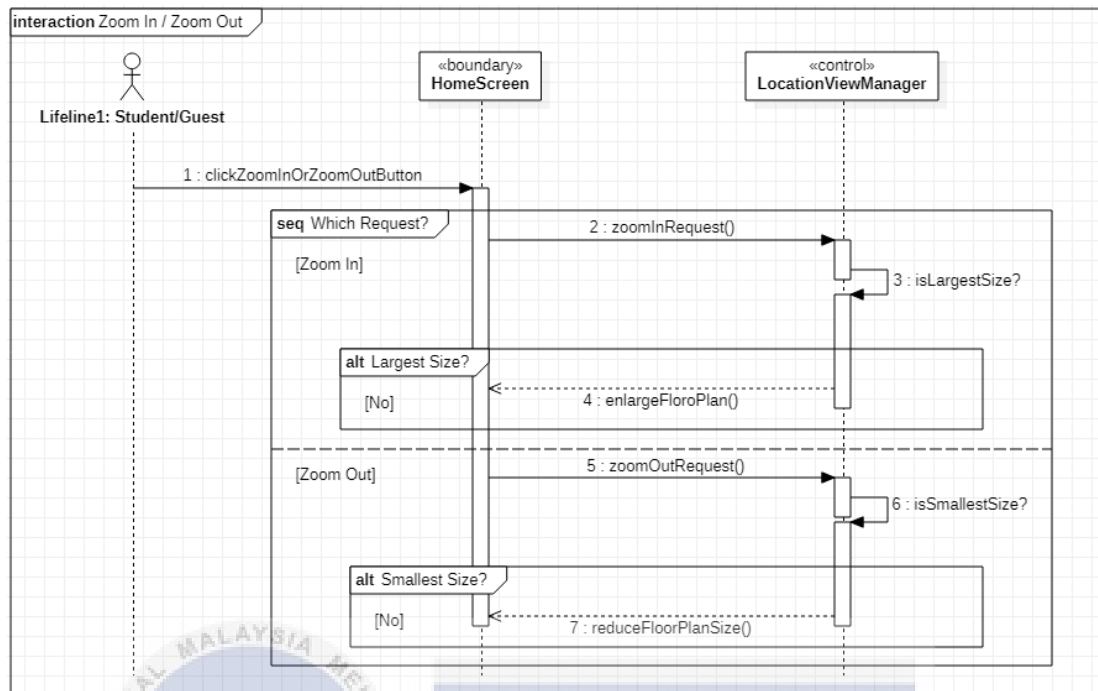 interaction Zoom In / Zoom Out
«boundary»
HomeScreen
«control»
LocationViewManager
Lifeline1: Student/Guest
1 : clickZoomInOrZoomOutButton
seq Which Request?
2 : zoomInRequest()
[Zoom In]
3 : isLargestSize?
alt Largest Size?
[No]
4 : enlargeFloroPlan()
[Zoom Out]
5 : zoomOutRequest()
6 : isSmallestSize?
alt Smallest Size?
[No]
7 : reduceFloorPlanSize()
MALAYSIA